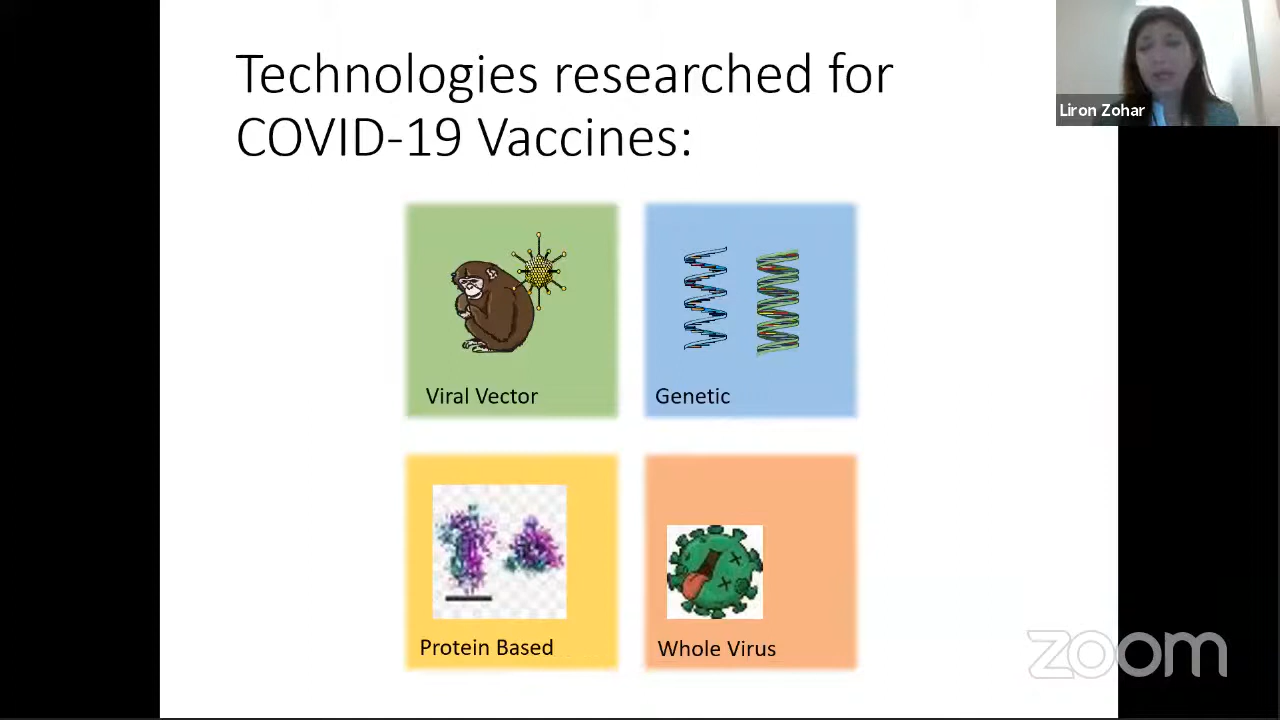 Technologies researched for
COVID-19 Vaccines:
Liron Zohar
Viral Vector
Genetic
Protein Based
Whole Virus
zoom